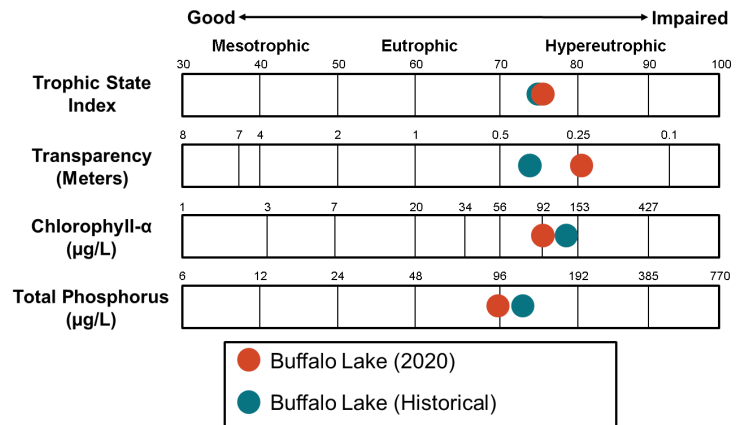 Good Impaired
Mesotrophic Eutrophic Hypereutrophic
30 40 50 60 70 80 90 100
Trophic State
Index
8 7 4 2 1 0.5 0.25 0.1
Transparency
(Meters)
1 3 7 20 34 56 92 153 427
Chlorophyll-α
(µg/L)
6 12 24 48 96 192 385 770
Total Phosphorus
(µg/L)
Buffalo Lake (2020)
Buffalo Lake (Historical)